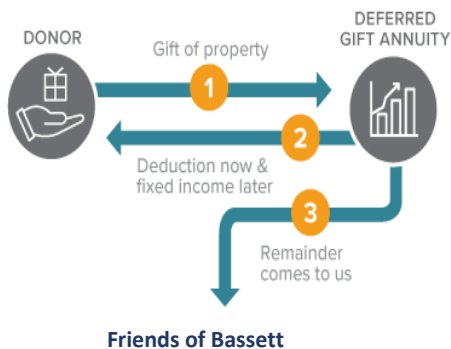 DONOR
DEFERRED
GIFT ANNUITY
Gift of property
1
2
Deduction now &
fixed income later
3
Remainder
comes to us
Friends of Bassett